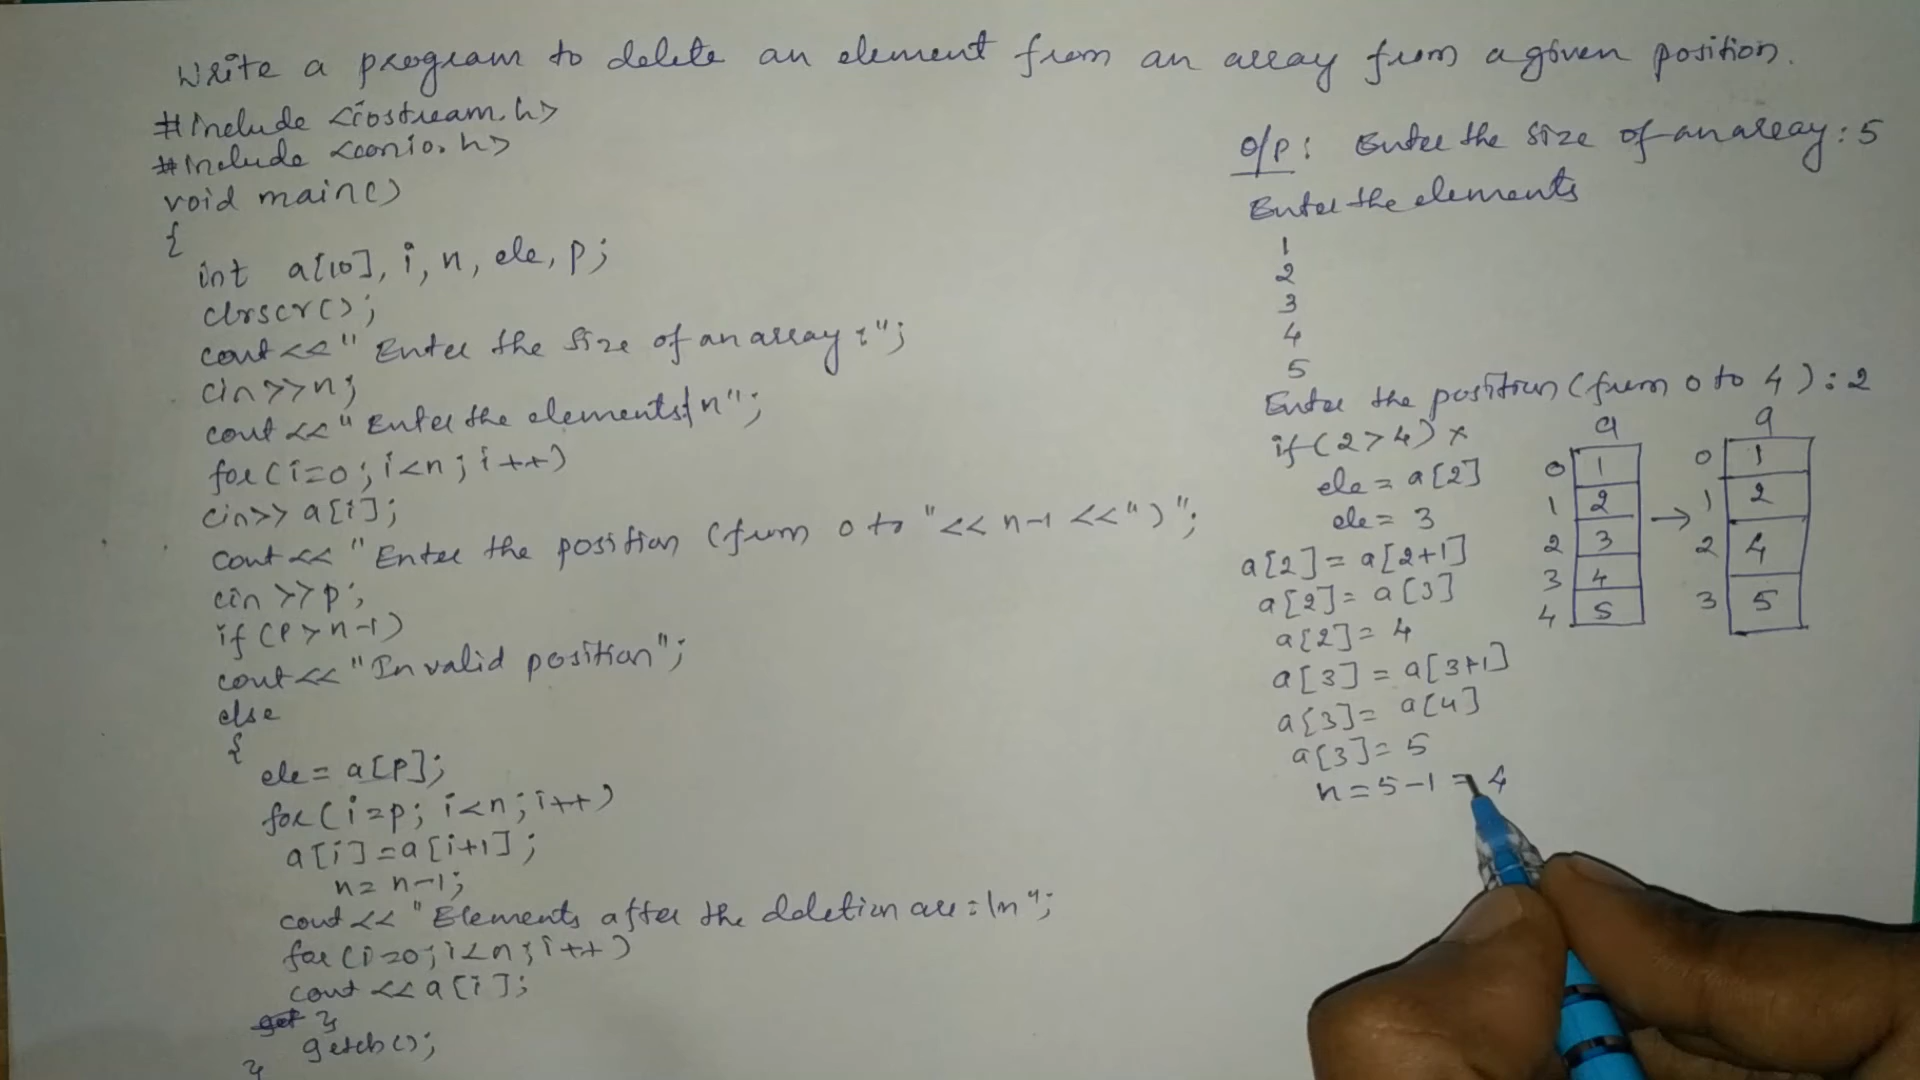 Write a program to delete an element from an array from a given position.
#Include <iostream.h>
#Include <conio.h>
void main()
{
int a[10], i, n, ele, p;
clrscr();
cout<<"Enter the size of an array:";
cin>>n;
cout<<"Enter the elements\n";
for(i=0;i<n;i++)
cin>>a[i];
cout<<"Enter the position (from 0 to "<<n-1<<")";
cin>>p;
if(p>n-1)
cout<<"Invalid position";
else
{
ele=a[p];
for(i=p;i<n;i++)
a[i]=a[i+1];
n=n-1;
cout<<"Elements after the deletion are:\n";
for(i=0;i<n;i++)
cout<<a[i];
}
getch();
}
O/P: Enter the size of an array:5
Enter the elements
1
2
3
4
5
Enter the position (from 0 to 4):2
if(2>4)x
ele=a[2]
ele=3
a[2]=a[2+1]
a[2]=a[3]
a[2]=4
a[3]=a[3+1]
a[3]=a[4]
a[3]=5
n=5-1=4
a
0 1
1 2
2 3
3 4
4 5
→
a
0 1
1 2
2 4
3 5